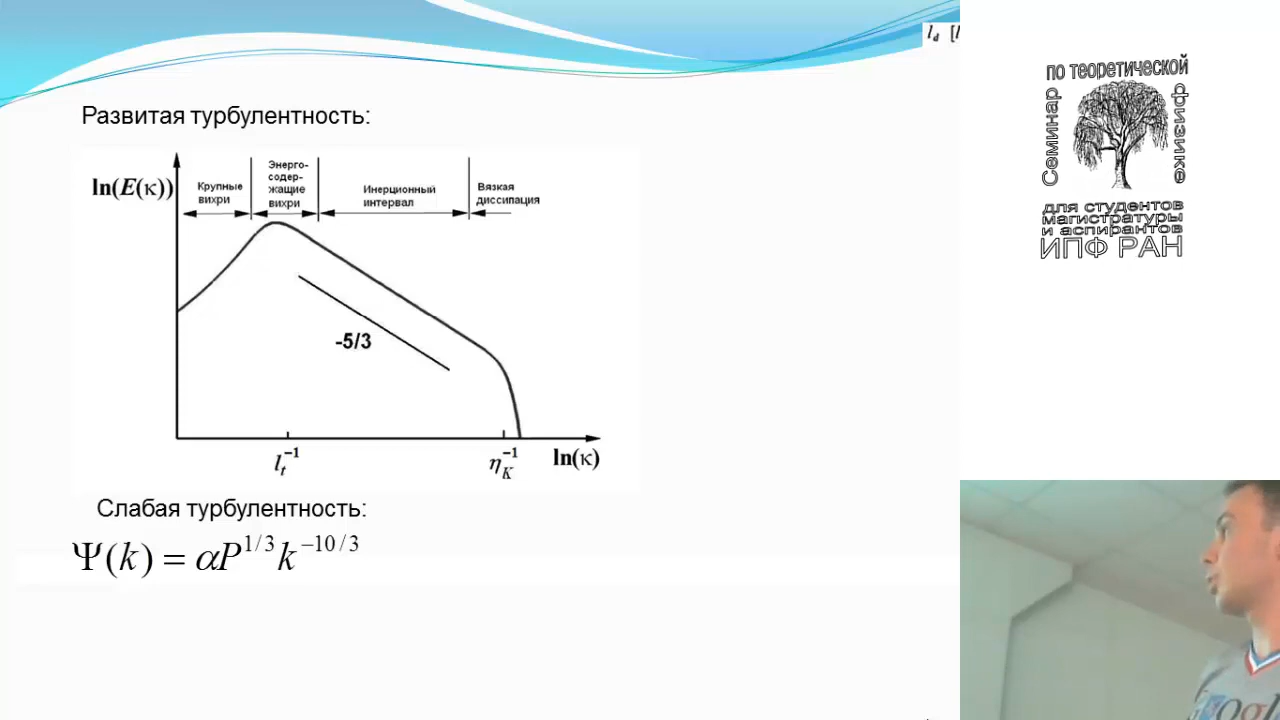 l_d [l
Развитая турбулентность:
ln(E(κ))
Крупные
вихри
Энерго-
содер-
жащие
вихри
Инерционный
интервал
Вязкая
диссипация
-5/3
l_t^{-1}
η_K^{-1}
ln(κ)
Слабая турбулентность:
Ψ(k) = αP^{1/3} k^{-10/3}
Семинар
по теоретической
физике
для студентов
магистратуры
и аспирантов
ИПФ РАН